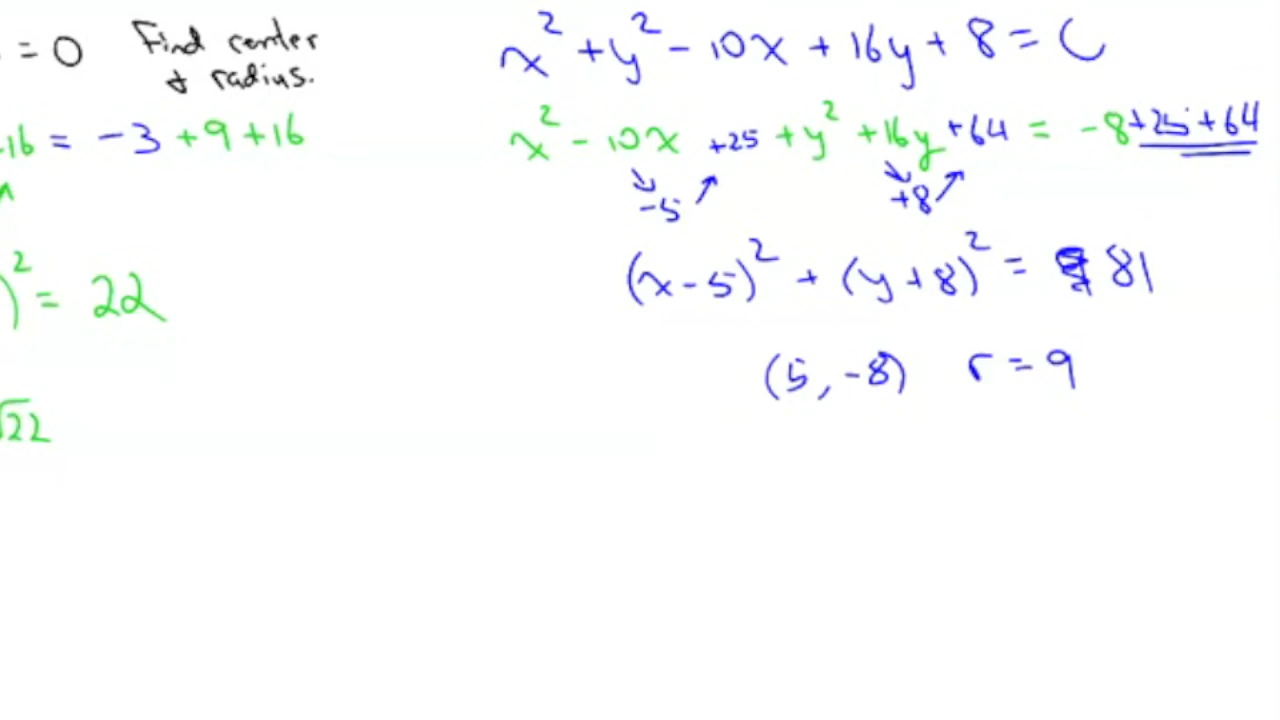 = 0 Find center
& radius.
-16 = -3 +9 +16
)² = 22
√22
x² + y² - 10x + 16y + 8 = C
x² - 10x +25 + y² +16y +64 = -8 +25 +64
-5 +8
(x-5)² + (y+8)² = 81
(5, -8) r = 9